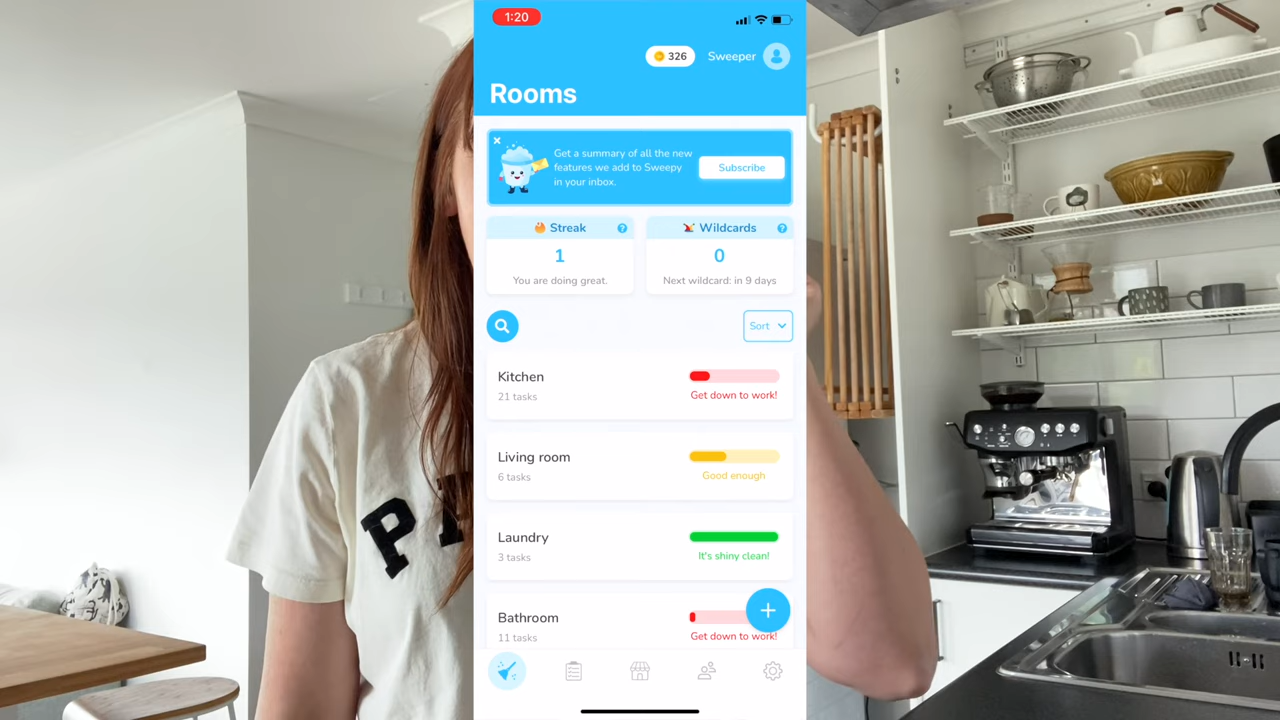 1:20
326
Sweeper
Rooms
Get a summary of all the new
features we add to Sweepy
in your inbox.
Subscribe
Streak
1
You are doing great.
Wildcards
0
Next wildcard: in 9 days
Sort
Kitchen
21 tasks
Get down to work!
Living room
6 tasks
Good enough
Laundry
3 tasks
It's shiny clean!
Bathroom
11 tasks
Get down to work!
P